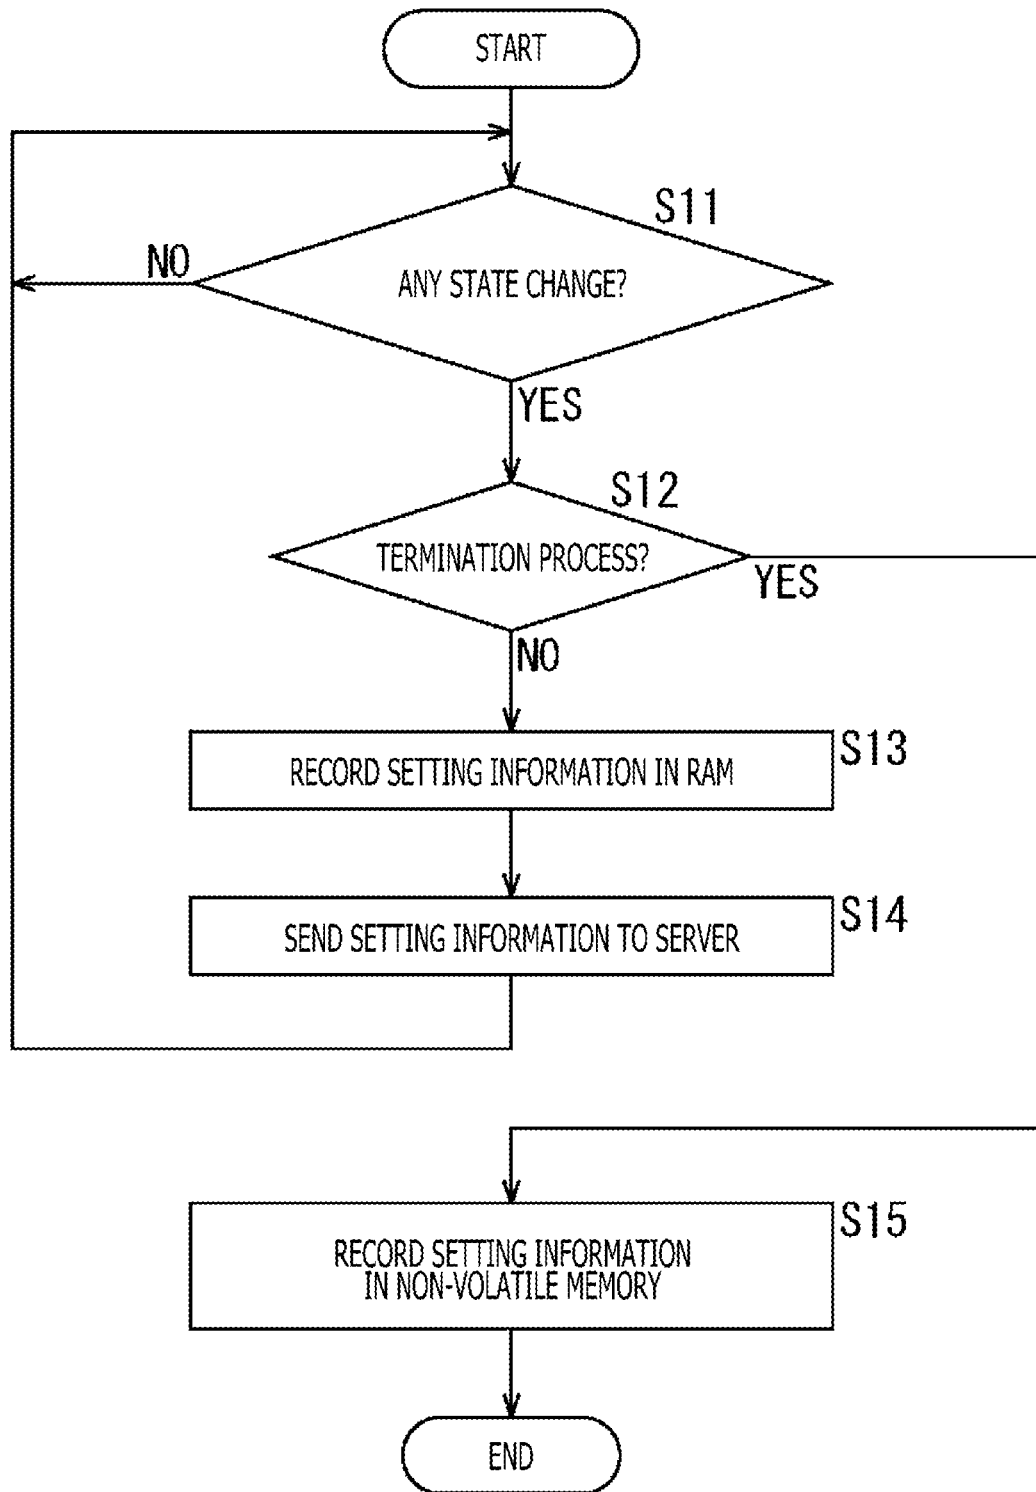 START
S11
NO
ANY STATE CHANGE?
YES
S12
TERMINATION PROCESS?
YES
NO
S13
RECORD SETTING INFORMATION IN RAM
S14
SEND SETTING INFORMATION TO SERVER
S15
RECORD SETTING INFORMATION
IN NON-VOLATILE MEMORY
END